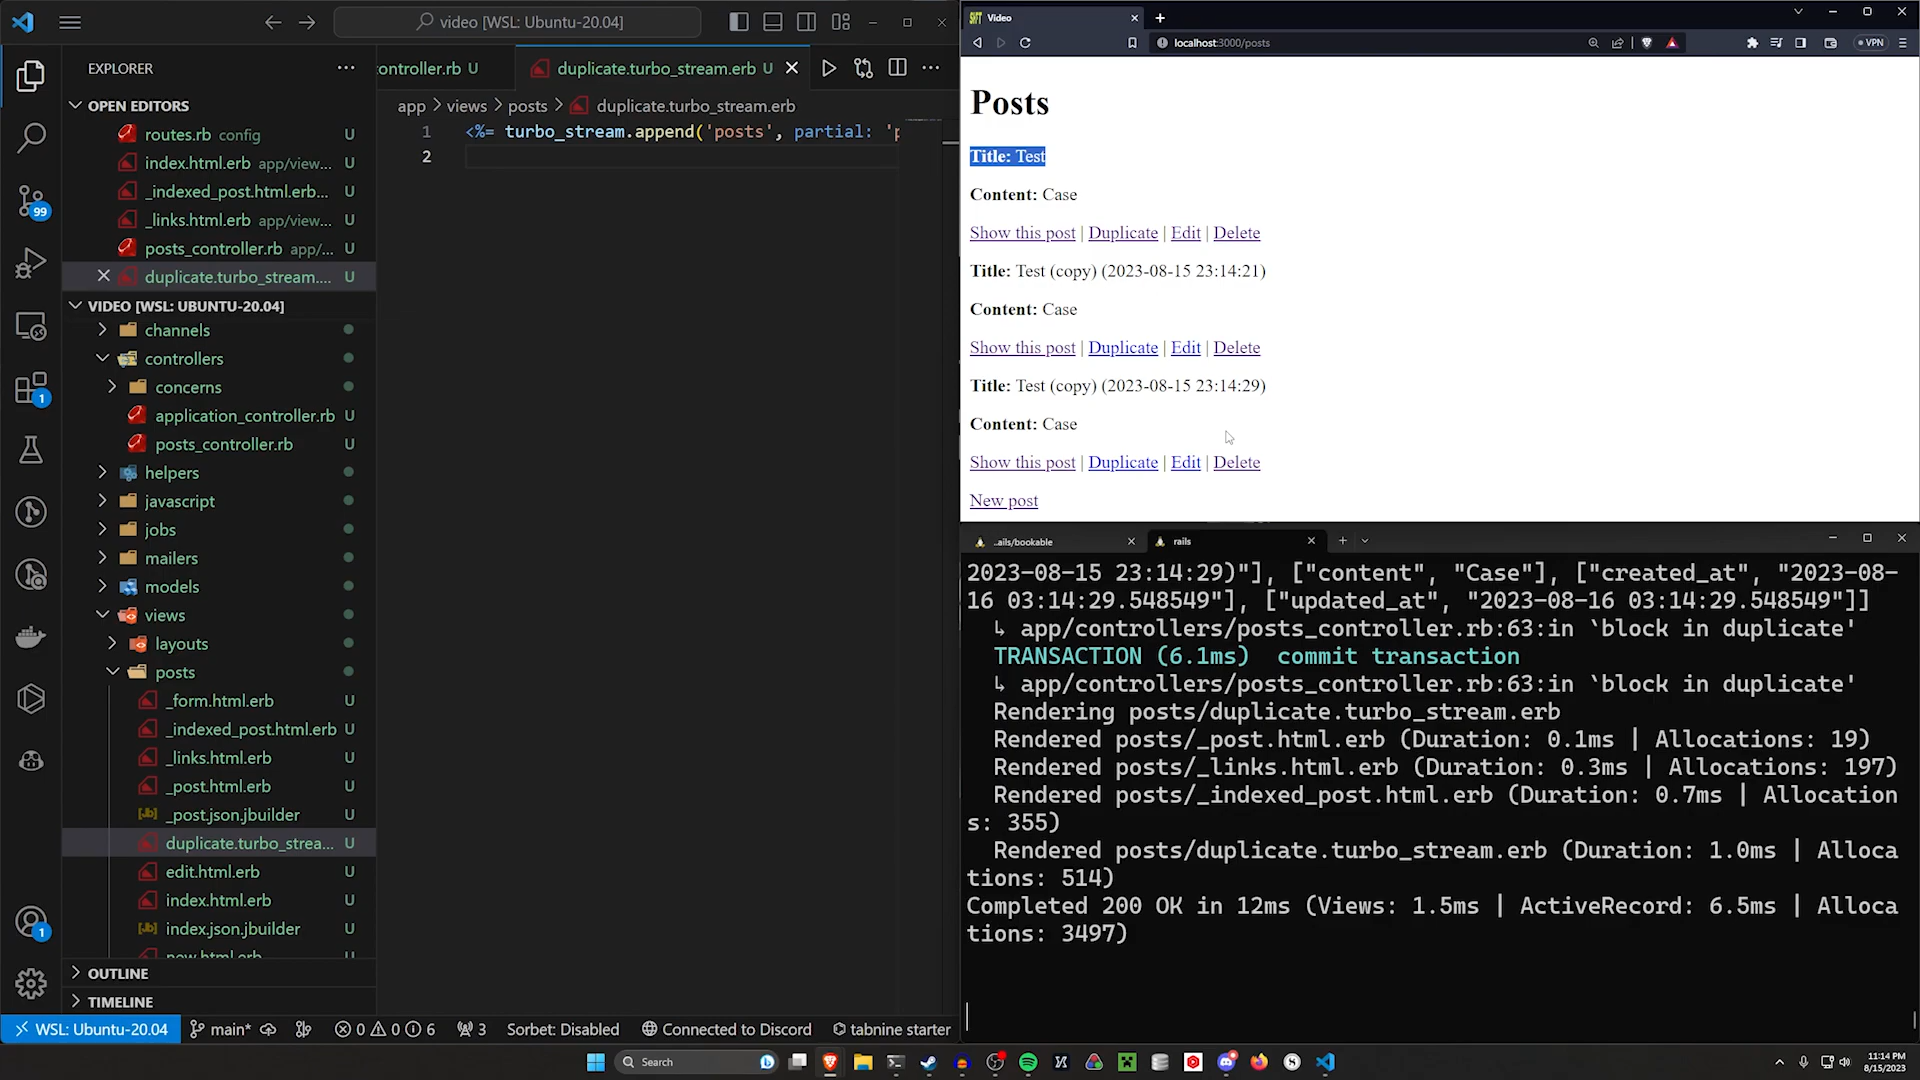 video [WSL: Ubuntu-20.04]
EXPLORER
OPEN EDITORS
routes.rb config U
index.html.erb app/view... U
_indexed_post.html.erb... U
_links.html.erb app/view... U
posts_controller.rb app/... U
duplicate.turbo_stream.... U
VIDEO [WSL: UBUNTU-20.04]
channels
controllers
concerns
application_controller.rb U
posts_controller.rb U
helpers
javascript
jobs
mailers
models
views
layouts
posts
_form.html.erb U
_indexed_post.html.erb U
_links.html.erb U
_post.html.erb U
_post.json.jbuilder U
duplicate.turbo_strea... U
edit.html.erb U
index.html.erb U
index.json.jbuilder U
new.html.erb U
OUTLINE
TIMELINE
99
1
1
ontroller.rb U
duplicate.turbo_stream.erb U
app > views > posts > duplicate.turbo_stream.erb
1 <%= turbo_stream.append('posts', partial: 'p
2
WSL: Ubuntu-20.04 main* 0 0 6 3 Sorbet: Disabled Connected to Discord tabnine starter
Video
localhost:3000/posts
VPN
Posts
Title: Test
Content: Case
Show this post | Duplicate | Edit | Delete
Title: Test (copy) (2023-08-15 23:14:21)
Content: Case
Show this post | Duplicate | Edit | Delete
Title: Test (copy) (2023-08-15 23:14:29)
Content: Case
Show this post | Duplicate | Edit | Delete
New post
..ails/bookable
rails
2023-08-15 23:14:29)"], ["content", "Case"], ["created_at", "2023-08-
16 03:14:29.548549"], ["updated_at", "2023-08-16 03:14:29.548549"]]
↳ app/controllers/posts_controller.rb:63:in `block in duplicate'
TRANSACTION (6.1ms)  commit transaction
↳ app/controllers/posts_controller.rb:63:in `block in duplicate'
Rendering posts/duplicate.turbo_stream.erb
Rendered posts/_post.html.erb (Duration: 0.1ms | Allocations: 19)
Rendered posts/_links.html.erb (Duration: 0.3ms | Allocations: 197)
Rendered posts/_indexed_post.html.erb (Duration: 0.7ms | Allocation
s: 355)
Rendered posts/duplicate.turbo_stream.erb (Duration: 1.0ms | Alloca
tions: 514)
Completed 200 OK in 12ms (Views: 1.5ms | ActiveRecord: 6.5ms | Alloca
tions: 3497)
Search
11:14 PM
8/15/2023